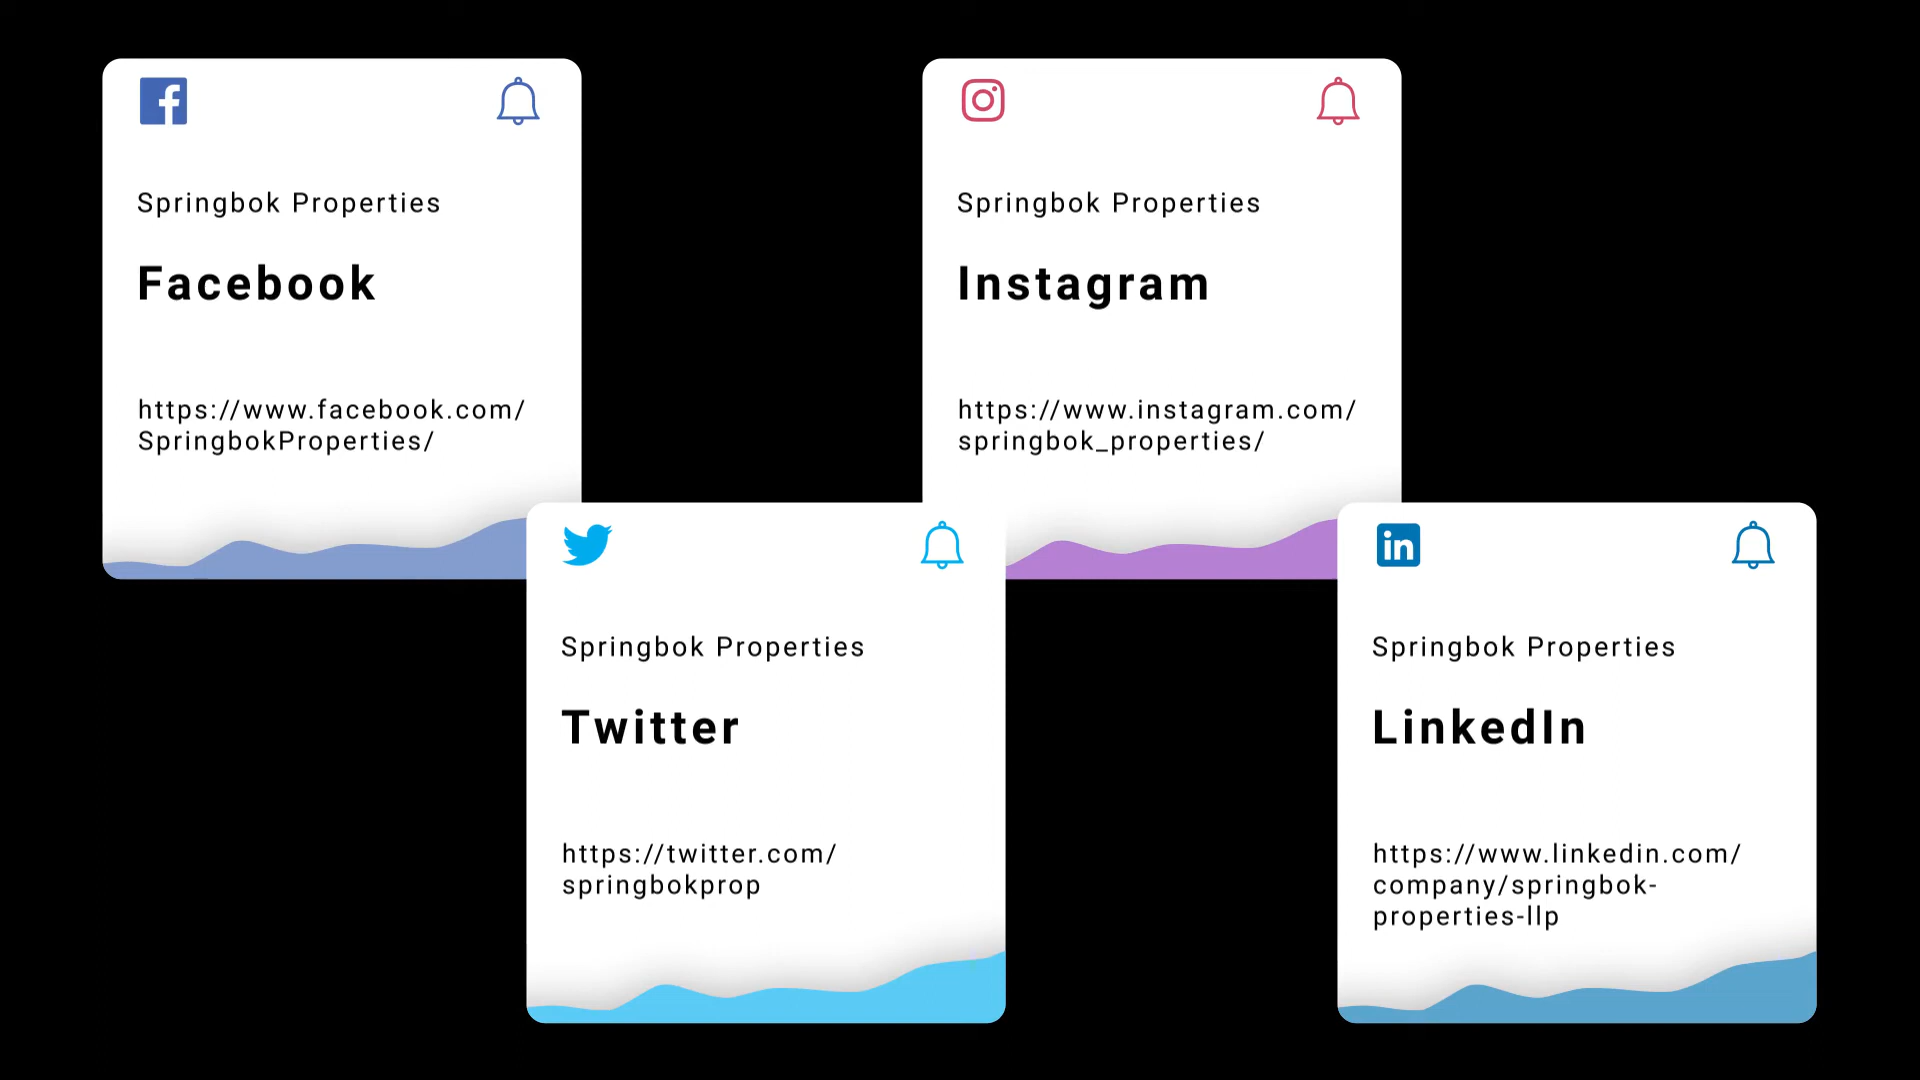 Springbok Properties
Facebook
https://www.facebook.com/
SpringbokProperties/
Springbok Properties
Instagram
https://www.instagram.com/
springbok_properties/
Springbok Properties
Twitter
https://twitter.com/
springbokprop
in
Springbok Properties
LinkedIn
https://www.linkedin.com/
company/springbok-
properties-llp